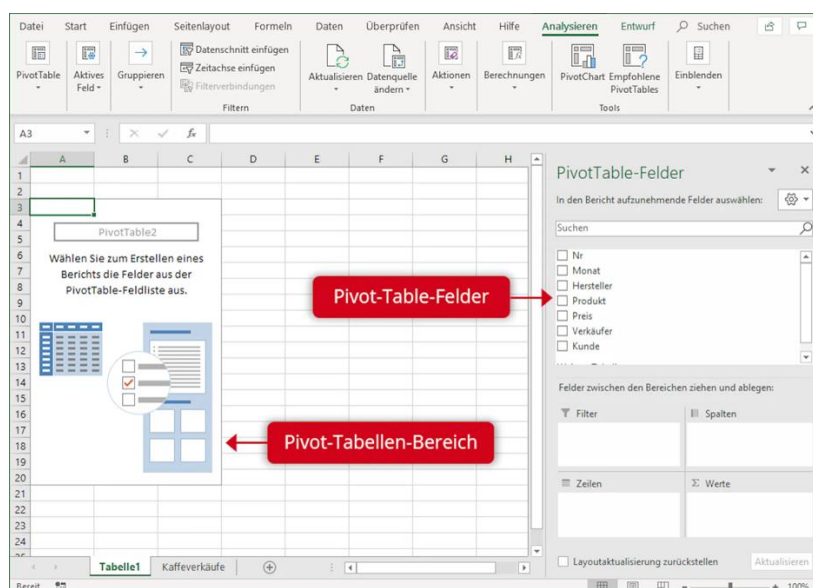 Datei Start Einfügen Seitenlayout Formeln Daten Überprüfen Ansicht Hilfe Analysieren Entwurf Suchen
PivotTable
Aktives Feld
Gruppieren
Datenschnitt einfügen
Zeitachse einfügen
Filterverbindungen
Filtern
Aktualisieren
Datenquelle ändern
Daten
Aktionen
Berechnungen
PivotChart
Empfohlene PivotTables
Tools
Einblenden
A3
fx
A B C D E F G H
1
2
3
4
5
6
7
8
9
10
11
12
13
14
15
16
17
18
19
20
21
22
23
24
PivotTable2
Wählen Sie zum Erstellen eines
Berichts die Felder aus der
PivotTable-Feldliste aus.
Pivot-Table-Felder
Pivot-Tabellen-Bereich
PivotTable-Felder
In den Bericht aufzunehmende Felder auswählen:
Suchen
Nr
Monat
Hersteller
Produkt
Preis
Verkäufer
Kunde
Felder zwischen den Bereichen ziehen und ablegen:
Filter
Spalten
Zeilen
Σ Werte
Layoutaktualisierung zurückstellen
Aktualisieren
Tabelle1 Kaffeverkäufe
Bereit
100%